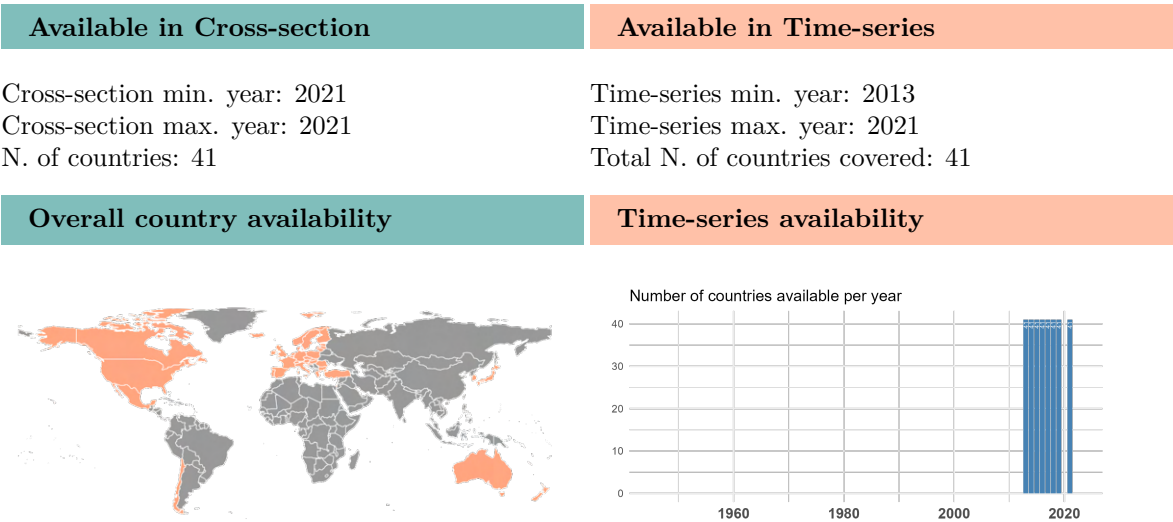 Available in Cross-section
Available in Time-series
Cross-section min. year: 2021
Cross-section max. year: 2021
N. of countries: 41
Time-series min. year: 2013
Time-series max. year: 2021
Total N. of countries covered: 41
Overall country availability
Time-series availability
Number of countries available per year
40
30
20
10
0
1960
1980
2000
2020